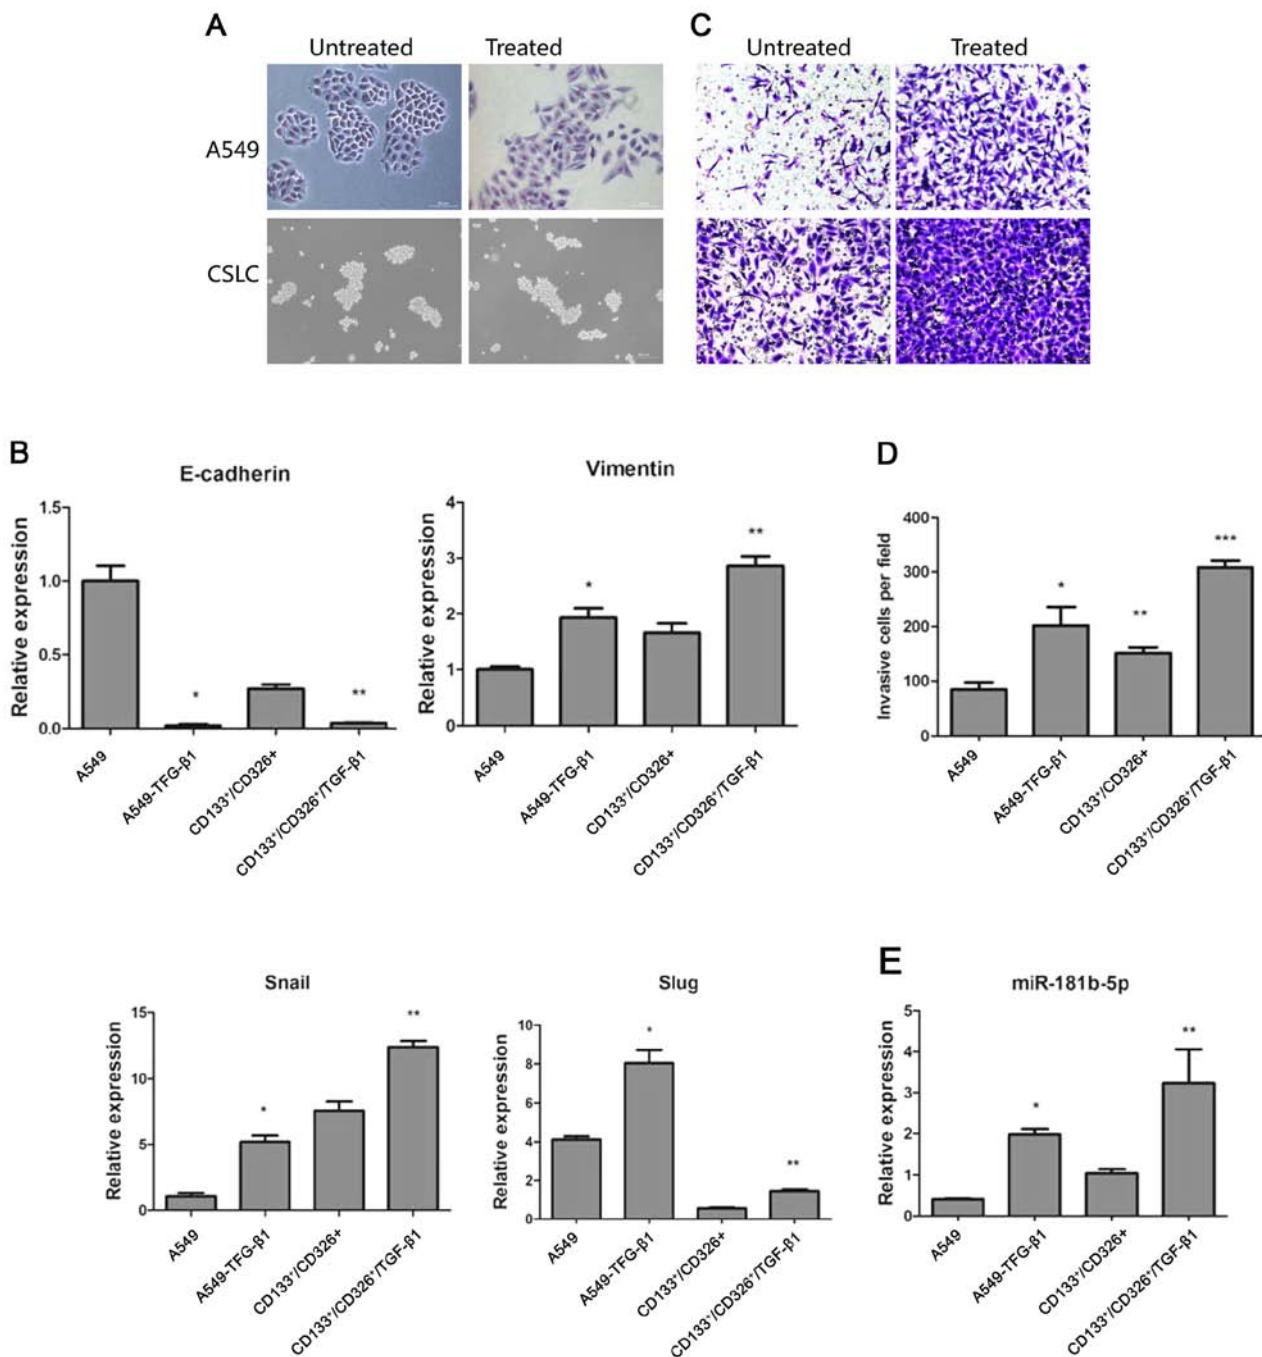 A
Untreated Treated
A549
CSLC
C
Untreated Treated
B
E-cadherin
Relative expression
1.5
1.0
0.5
0.0
*
**
A549
A549-TFG-β1
CD133⁺/CD326+
CD133⁺/CD326⁺/TGF-β1
Vimentin
Relative expression
4
3
2
1
0
*
**
A549
A549-TFG-β1
CD133⁺/CD326+
CD133⁺/CD326⁺/TGF-β1
D
Invasive cells per field
400
300
200
100
0
*
**
***
A549
A549-TFG-β1
CD133⁺/CD326+
CD133⁺/CD326⁺/TGF-β1
Snail
Relative expression
15
10
5
0
*
**
A549
A549-TFG-β1
CD133⁺/CD326+
CD133⁺/CD326⁺/TGF-β1
Slug
Relative expression
10
8
6
4
2
0
*
**
A549
A549-TFG-β1
CD133⁺/CD326+
CD133⁺/CD326⁺/TGF-β1
E
miR-181b-5p
Relative expression
5
4
3
2
1
0
*
**
A549
A549-TFG-β1
CD133⁺/CD326+
CD133⁺/CD326⁺/TGF-β1